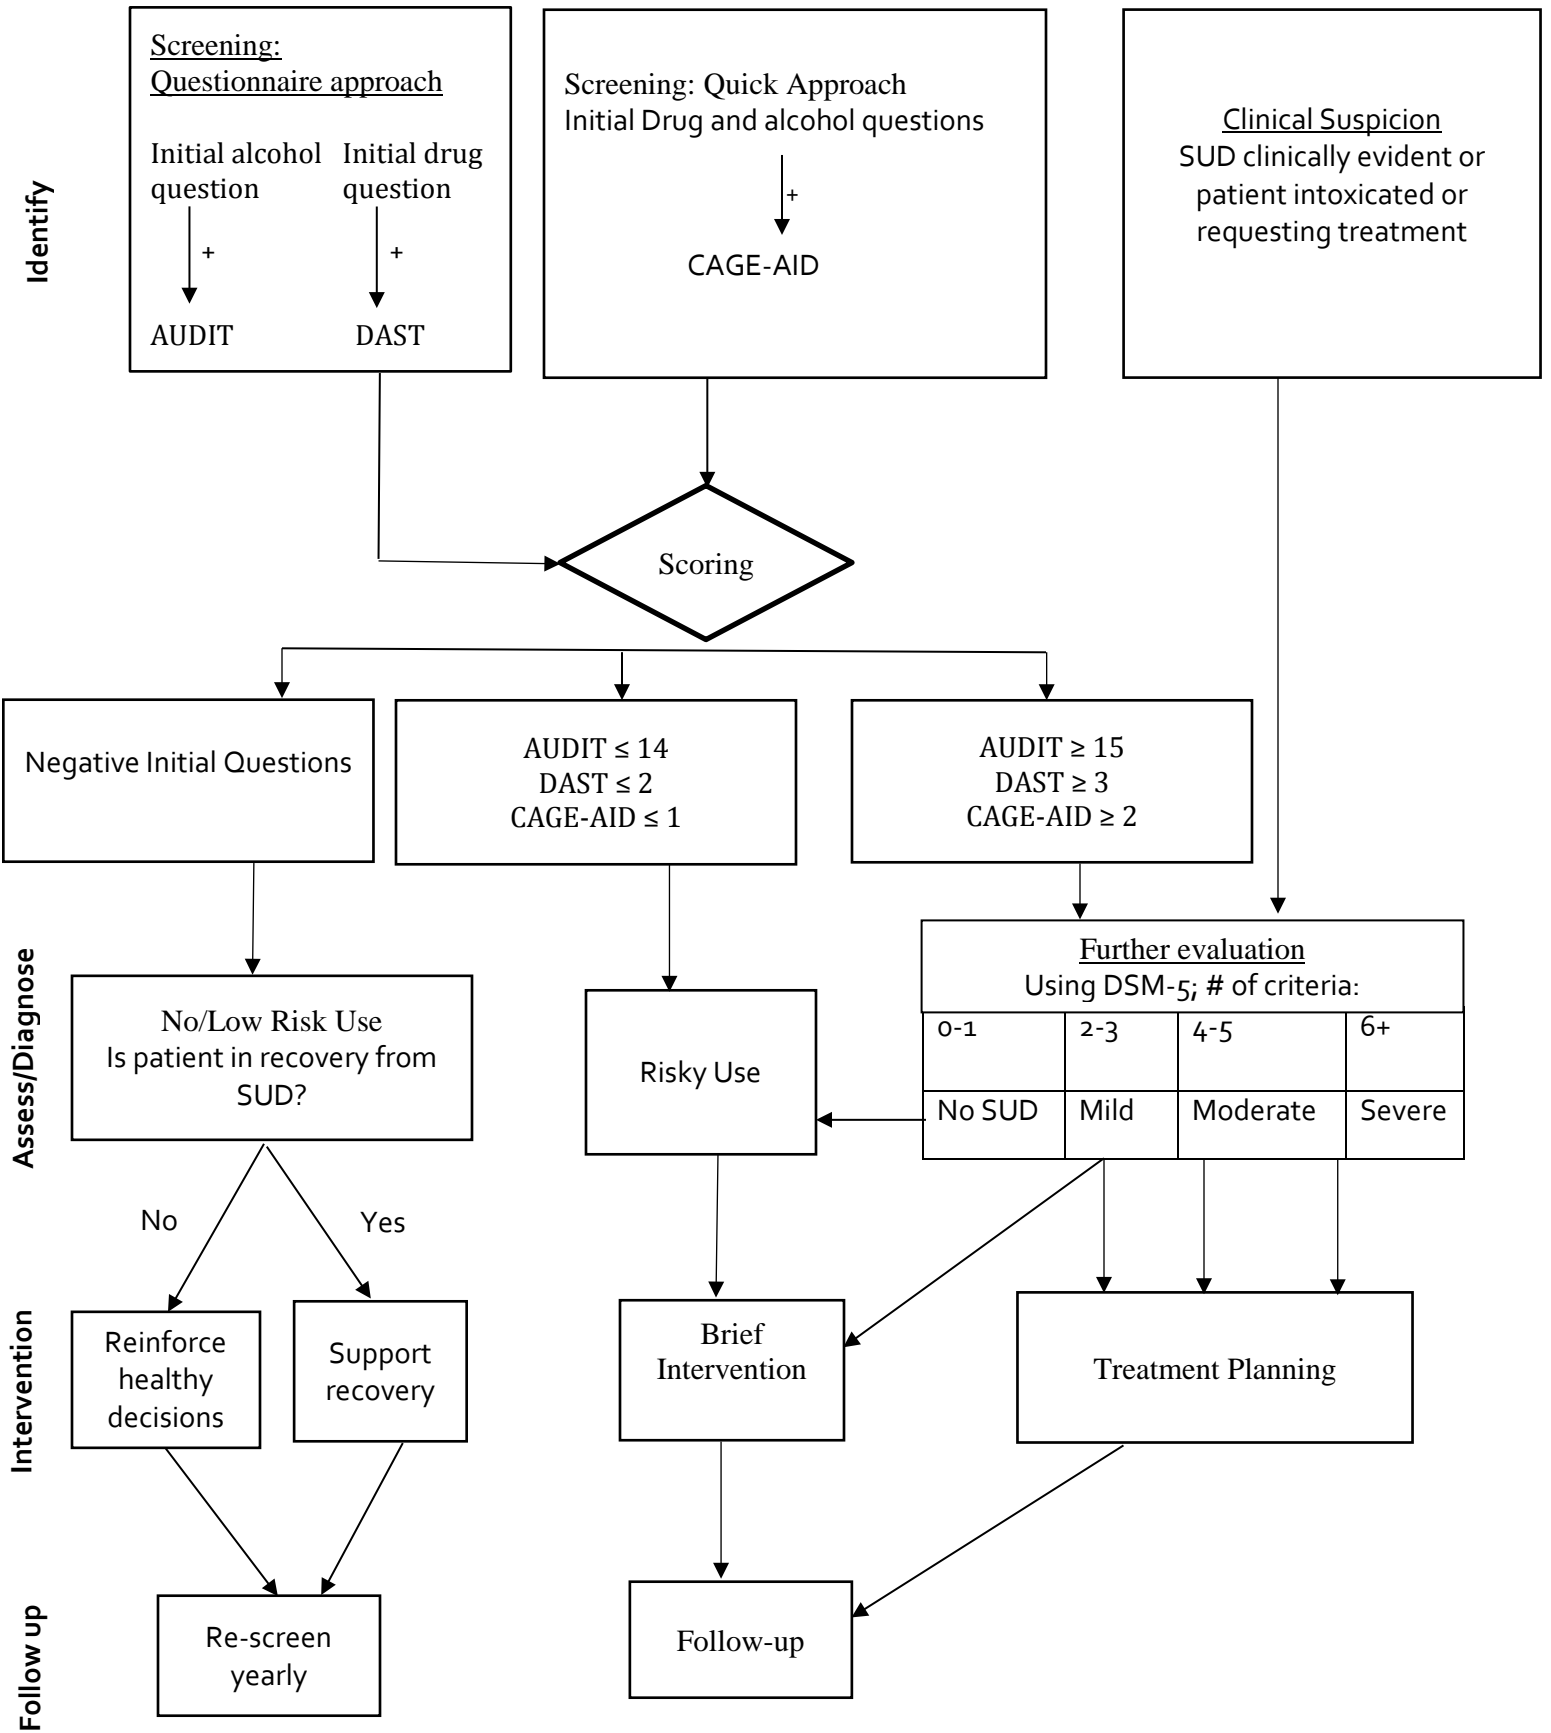 Identify
Screening:
Questionnaire approach
Initial alcohol question
Initial drug question
+
+
AUDIT
DAST
Screening: Quick Approach
Initial Drug and alcohol questions
+
CAGE-AID
Clinical Suspicion
SUD clinically evident or
patient intoxicated or
requesting treatment
Scoring
Negative Initial Questions
AUDIT ≤ 14
DAST ≤ 2
CAGE-AID ≤ 1
AUDIT ≥ 15
DAST ≥ 3
CAGE-AID ≥ 2
Assess/Diagnose
No/Low Risk Use
Is patient in recovery from
SUD?
Risky Use
Further evaluation
Using DSM-5; # of criteria:
0-1 2-3 4-5 6+
No SUD Mild Moderate Severe
No
Yes
Intervention
Reinforce
healthy
decisions
Support
recovery
Brief
Intervention
Treatment Planning
Follow up
Re-screen
yearly
Follow-up